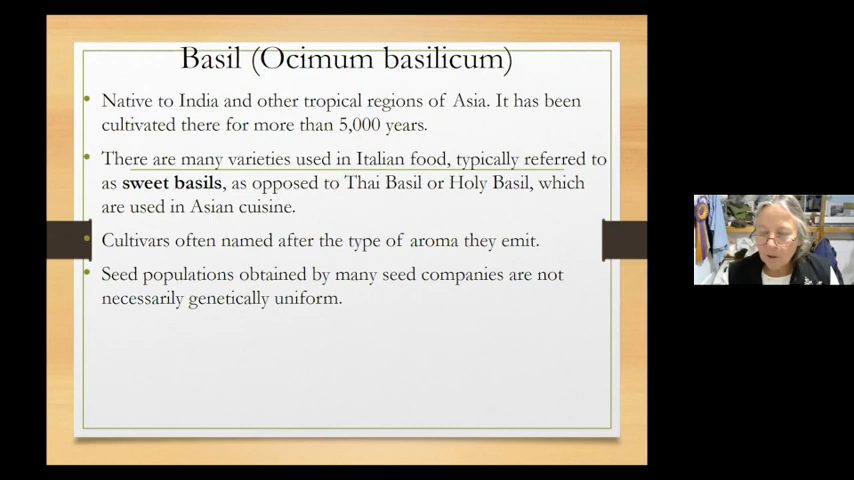 Basil (Ocimum basilicum)
• Native to India and other tropical regions of Asia. It has been
cultivated there for more than 5,000 years.
• There are many varieties used in Italian food, typically referred to
as sweet basils, as opposed to Thai Basil or Holy Basil, which
are used in Asian cuisine.
• Cultivars often named after the type of aroma they emit.
• Seed populations obtained by many seed companies are not
necessarily genetically uniform.